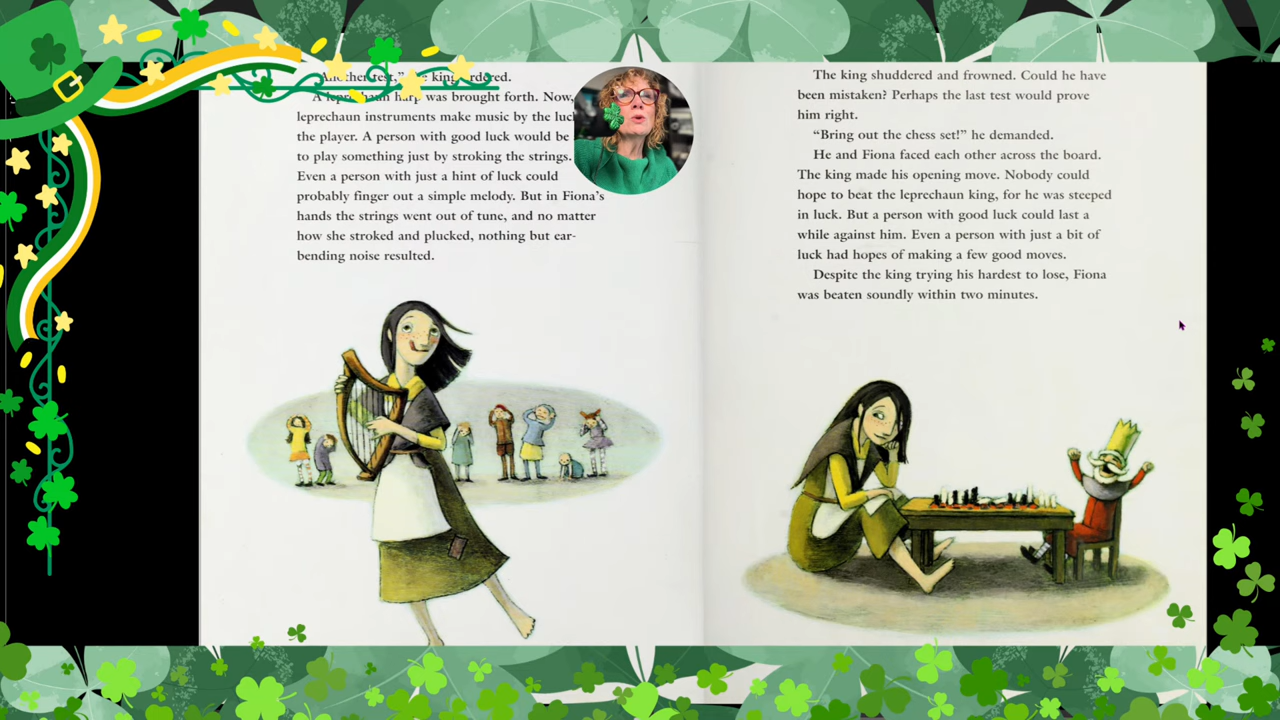 test," king ordered.
A leprechaun harp was brought forth. Now,
leprechaun instruments make music by the
the player. A person with good luck would be
to play something just by stroking the strings.
Even a person with just a hint of luck could
probably finger out a simple melody. But in Fiona's
hands the strings went out of tune, and no matter
how she stroked and plucked, nothing but ear-
bending noise resulted.
The king shuddered and frowned. Could he have
been mistaken? Perhaps the last test would prove
him right.
"Bring out the chess set!" he demanded.
He and Fiona faced each other across the board.
The king made his opening move. Nobody could
hope to beat the leprechaun king, for he was steeped
in luck. But a person with good luck could last a
while against him. Even a person with just a bit of
luck had hopes of making a few good moves.
Despite the king trying his hardest to lose, Fiona
was beaten soundly within two minutes.